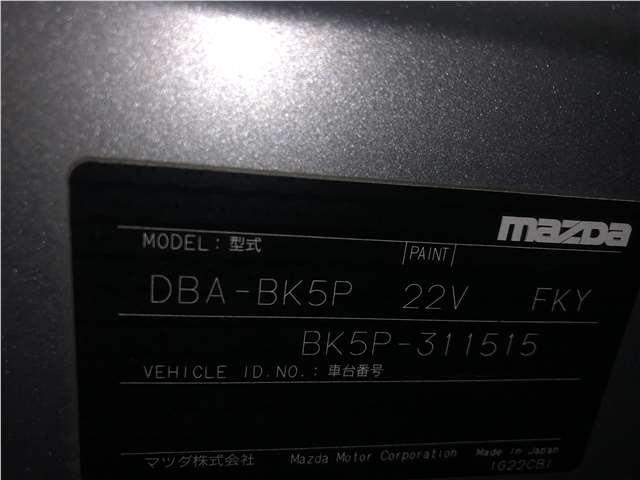 mazda
MODEL: 型式 PAINT
DBA-BK5P 22V FKY
BK5P-311515
VEHICLE ID.NO.: 車台番号
マツダ株式会社 Mazda Motor Corporation Made in Japan
IG22CBI